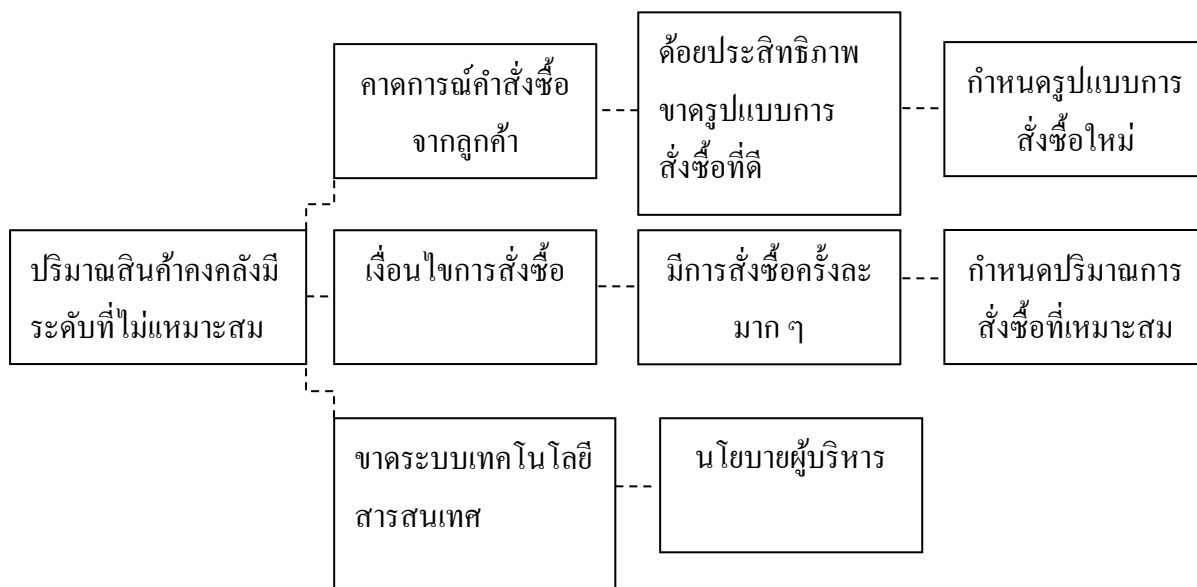 คาดการณ์คำสั่งซื้อ
จากลูกค้า
ด้อยประสิทธิภาพ
ขาดรูปแบบการ
สั่งซื้อที่ดี
กำหนดรูปแบบการ
สั่งซื้อใหม่
ปริมาณสินค้าคงคลังมี
ระดับที่ไม่แหมาะสม
เงื่อนไขการสั่งซื้อ
มีการสั่งซื้อครั้งละ
มาก ๆ
กำหนดปริมาณการ
สั่งซื้อที่เหมาะสม
ขาดระบบเทคโนโลยี
สารสนเทศ
นโยบายผู้บริหาร